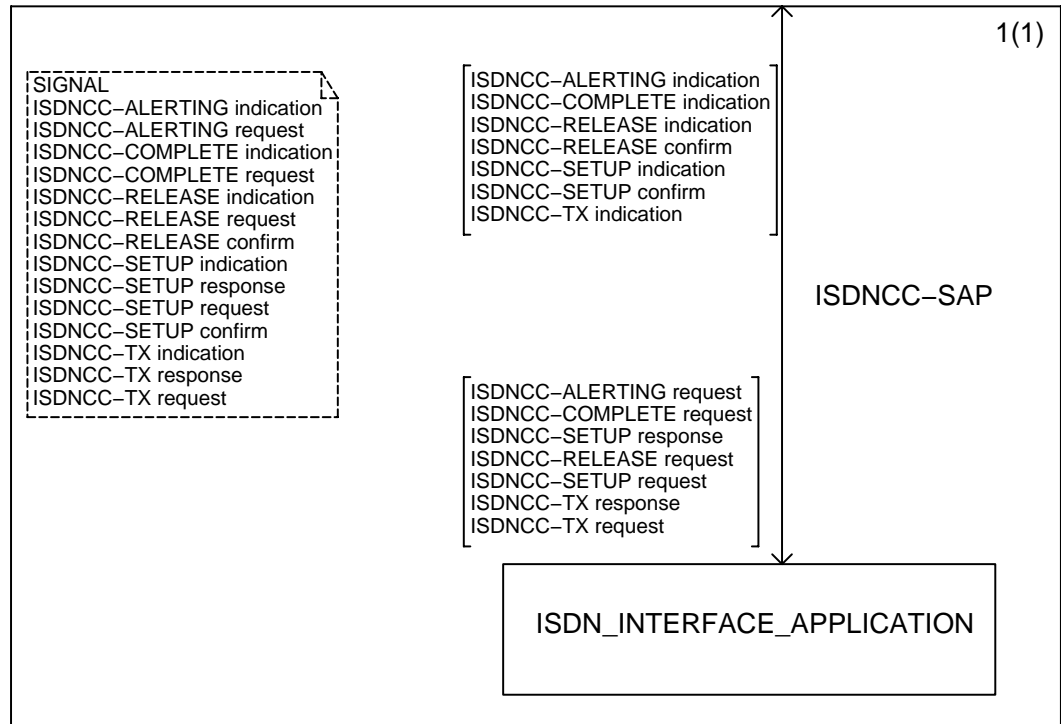 1(1)
SIGNAL
ISDNCC−ALERTING indication
ISDNCC−ALERTING request
ISDNCC−COMPLETE indication
ISDNCC−COMPLETE request
ISDNCC−RELEASE indication
ISDNCC−RELEASE request
ISDNCC−RELEASE confirm
ISDNCC−SETUP indication
ISDNCC−SETUP response
ISDNCC−SETUP request
ISDNCC−SETUP confirm
ISDNCC−TX indication
ISDNCC−TX response
ISDNCC−TX request
ISDNCC−ALERTING indication
ISDNCC−COMPLETE indication
ISDNCC−RELEASE indication
ISDNCC−RELEASE confirm
ISDNCC−SETUP indication
ISDNCC−SETUP confirm
ISDNCC−TX indication
ISDNCC−SAP
ISDNCC−ALERTING request
ISDNCC−COMPLETE request
ISDNCC−SETUP response
ISDNCC−RELEASE request
ISDNCC−SETUP request
ISDNCC−TX response
ISDNCC−TX request
ISDN_INTERFACE_APPLICATION